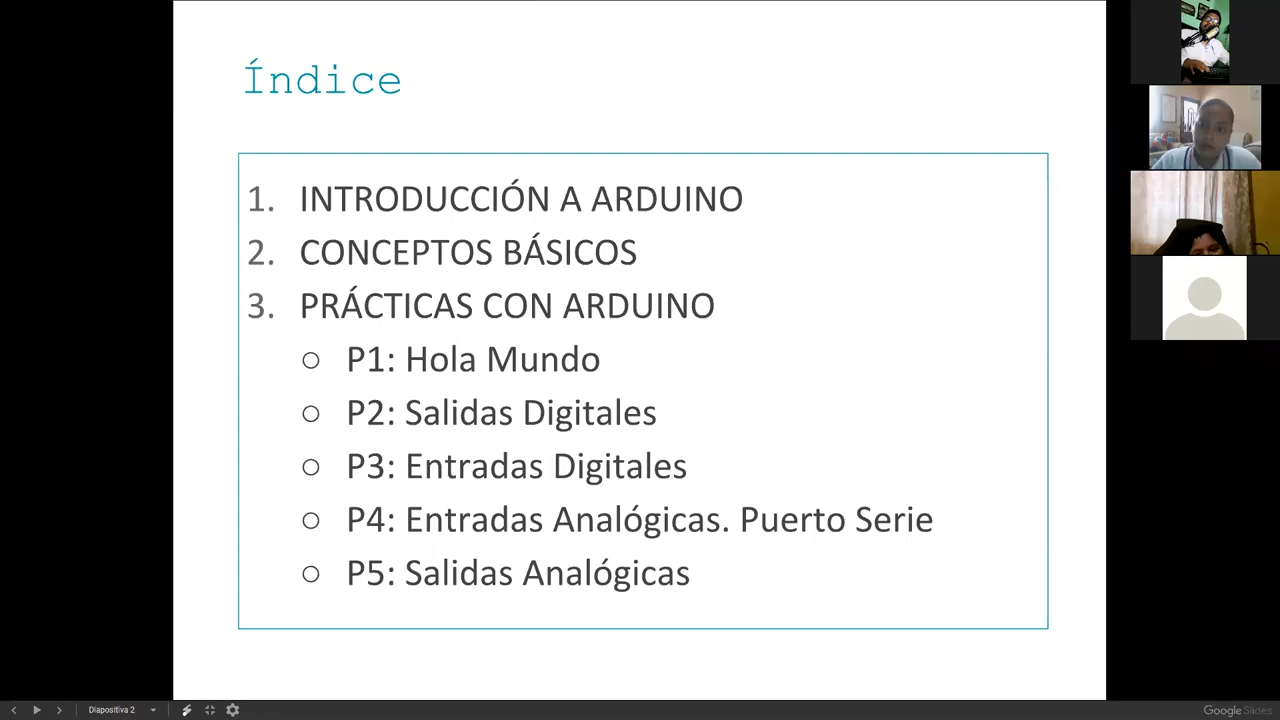 Índice
1. INTRODUCCIÓN A ARDUINO
2. CONCEPTOS BÁSICOS
3. PRÁCTICAS CON ARDUINO
○ P1: Hola Mundo
○ P2: Salidas Digitales
○ P3: Entradas Digitales
○ P4: Entradas Analógicas. Puerto Serie
○ P5: Salidas Analógicas
Diapositiva 2
Google Slides